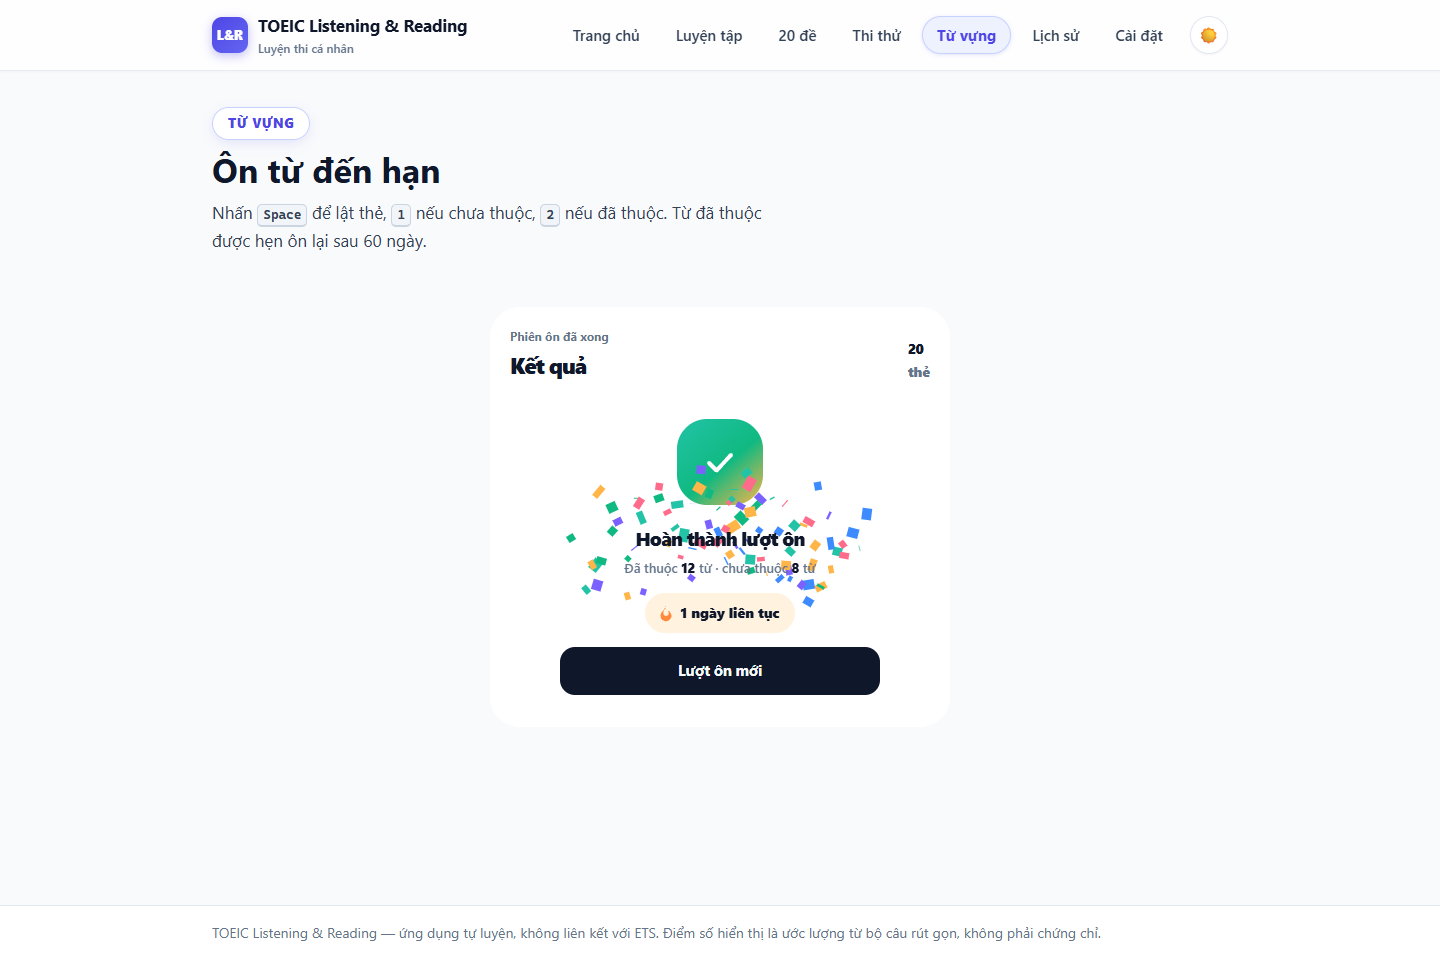 L&R
TOEIC Listening & Reading
Luyện thi cá nhân
Trang chủ
Luyện tập
20 đề
Thi thử
Từ vựng
Lịch sử
Cài đặt
TỪ VỰNG
Ôn từ đến hạn
Nhấn Space để lật thẻ, 1 nếu chưa thuộc, 2 nếu đã thuộc. Từ đã thuộc
được hẹn ôn lại sau 60 ngày.
Phiên ôn đã xong
Kết quả
20
thẻ
Hoàn thành lượt ôn
Đã thuộc 12 từ · chưa thuộc 8 từ
1 ngày liên tục
Lượt ôn mới
TOEIC Listening & Reading — ứng dụng tự luyện, không liên kết với ETS. Điểm số hiển thị là ước lượng từ bộ câu rút gọn, không phải chứng chỉ.